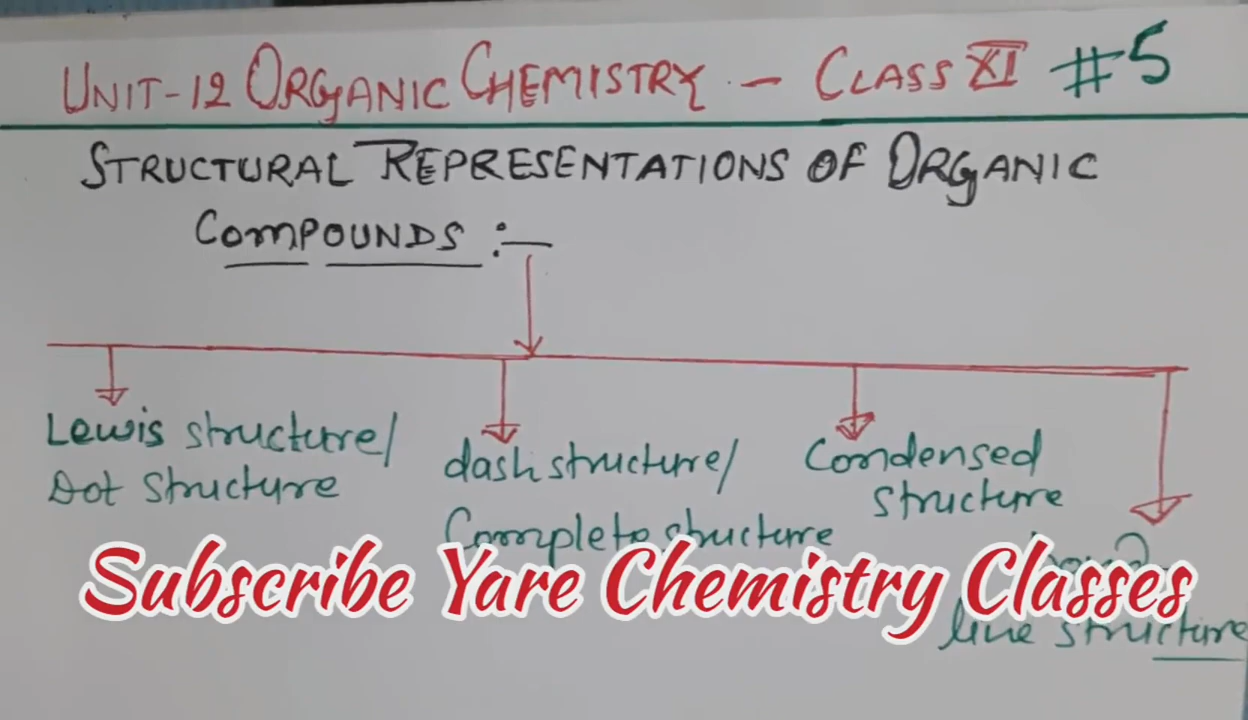 UNIT-12 ORGANIC CHEMISTRY - CLASS XI #5
STRUCTURAL REPRESENTATIONS OF ORGANIC
COMPOUNDS :-
Lewis structure/
Dot structure
dash structure/
Complete structure
Condensed
structure
bond
line structure
Subscribe Yare Chemistry Classes